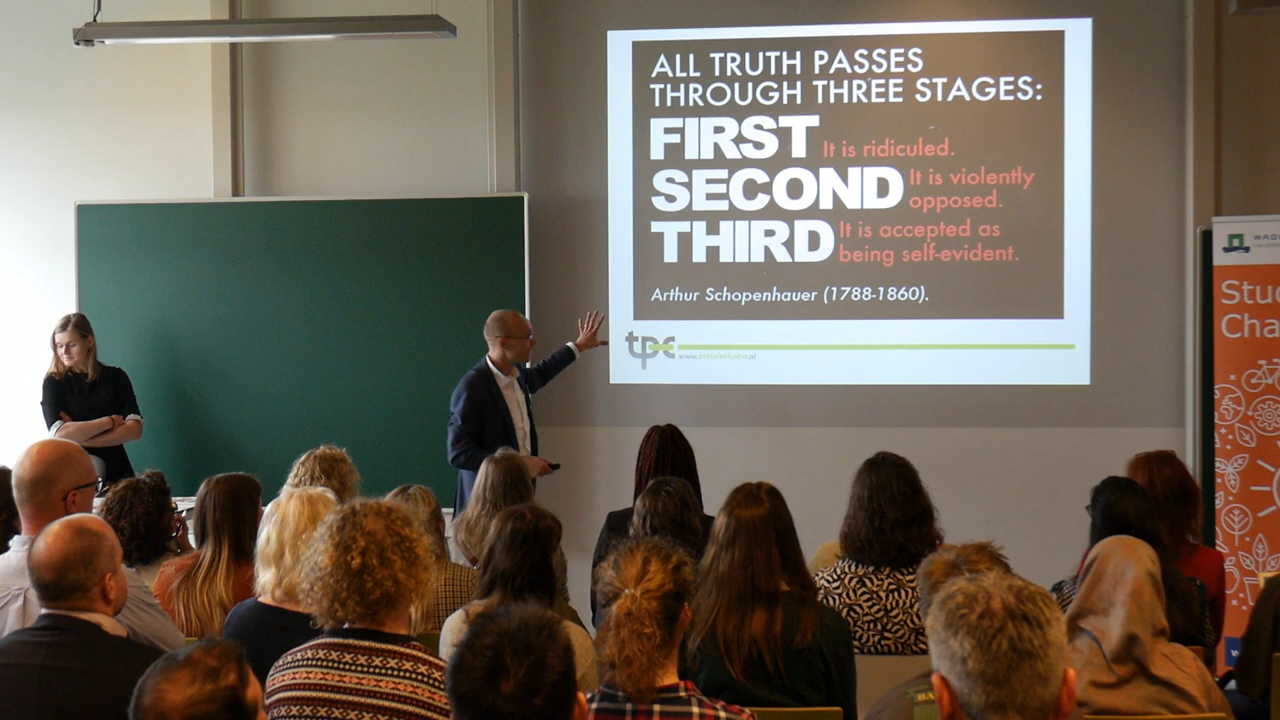 ALL TRUTH PASSES
THROUGH THREE STAGES:
FIRST It is ridiculed.
SECOND It is violently
opposed.
THIRD It is accepted as
being self-evident.
Arthur Schopenhauer (1788-1860).
tpc
WAG
Stu
Cha